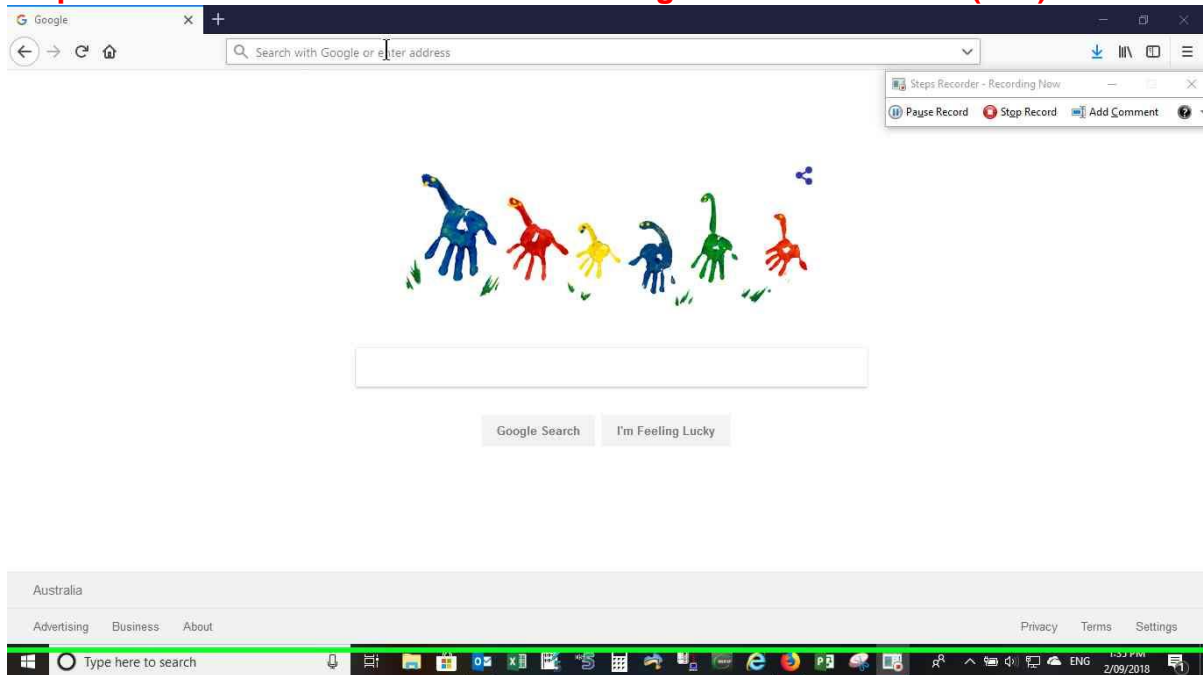 Google
Search with Google or enter address
Steps Recorder - Recording Now
Pause Record Stop Record Add Comment
Google Search I'm Feeling Lucky
Australia
Advertising Business About Privacy Terms Settings
Type here to search
ENG
2/09/2018